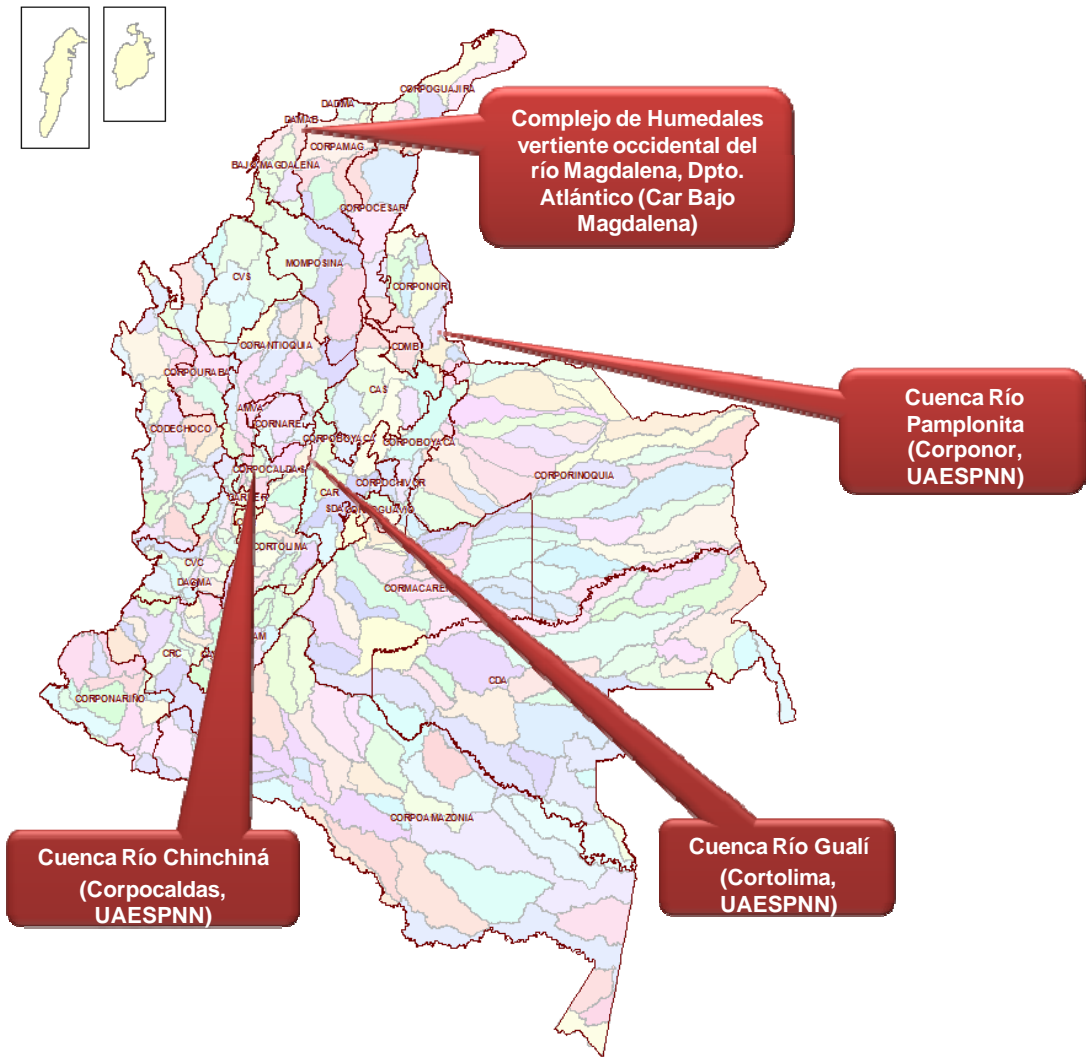 CORPOGUAJIRA
DADMA
DAMAB
CORPAMAG
BAJO MAGDALENA
CORPOCESAR
Complejo de Humedales
vertiente occidental del
río Magdalena, Dpto.
Atlántico (Car Bajo
Magdalena)
MOMPOSINA
CVS
CORPONOR
CORANTIOQUIA
CDMB
CORPOURABA
CAS
AMVA
CORNARE
CODECHOCO
CORPOBOYACA
CORPOBOYACA
Cuenca Río
Pamplonita
(Corponor,
UAESPNN)
CORPOCALDAS
CORPORINOQUIA
CORPOCHIVOR
CAR
SDA
CORTOLIMA
CVC
DAGMA
CRC
CORPONARIÑO
CDA
CORPOAMAZONIA
Cuenca Río Chinchiná
(Corpocaldas,
UAESPNN)
Cuenca Río Gualí
(Cortolima,
UAESPNN)